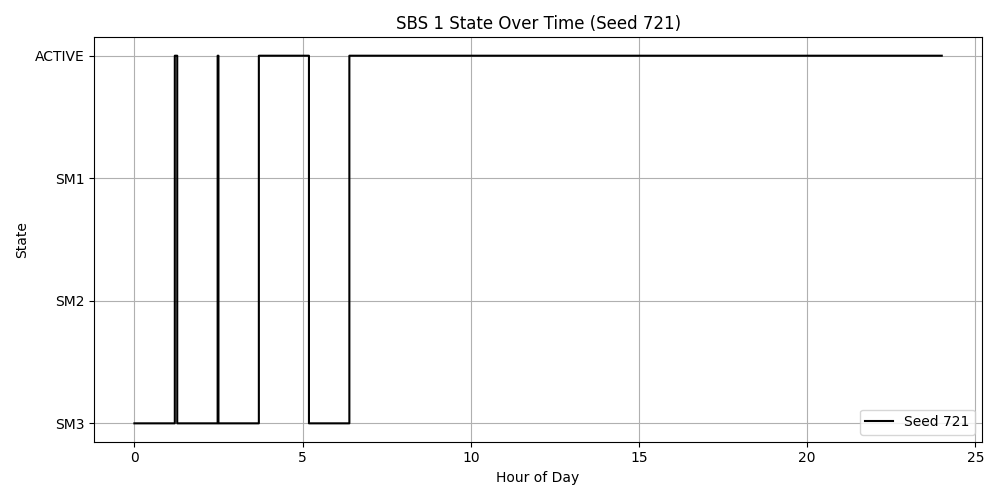 SBS 1 State Over Time (Seed 721)
ACTIVE
SM1
SM2
SM3
State
Seed 721
0 5 10 15 20 25
Hour of Day